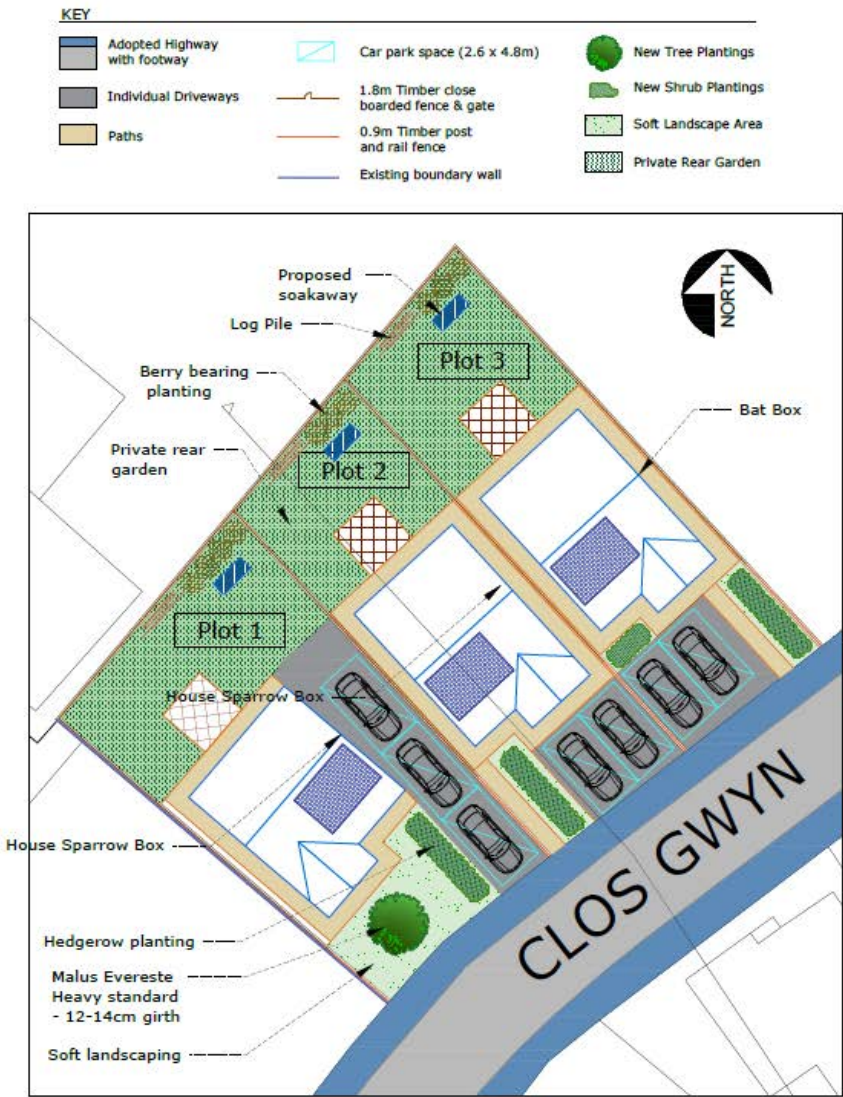 KEY
Adopted Highway
with footway
Individual Driveways
Paths
Car park space (2.6 x 4.8m)
1.8m Timber close
boarded fence & gate
0.9m Timber post
and rail fence
Existing boundary wall
New Tree Plantings
New Shrub Plantings
Soft Landscape Area
Private Rear Garden
Proposed
soakaway
Log Pile
Berry bearing
planting
Private rear
garden
NORTH
Plot 3
Bat Box
Plot 2
Plot 1
House Sparrow Box
House Sparrow Box
CLOS GWYN
Hedgerow planting
Malus Evereste
Heavy standard
- 12-14cm girth
Soft landscaping